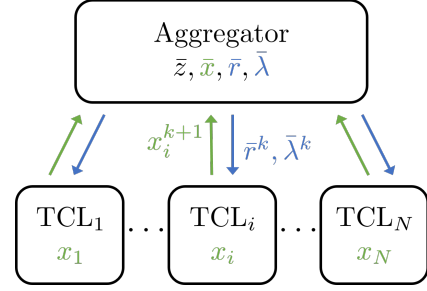 Aggregator
z̄, x̄, r̄, λ̄
x_i^{k+1}
r̄^k, λ̄^k
TCL_1 ... TCL_i ... TCL_N
x_1 x_i x_N